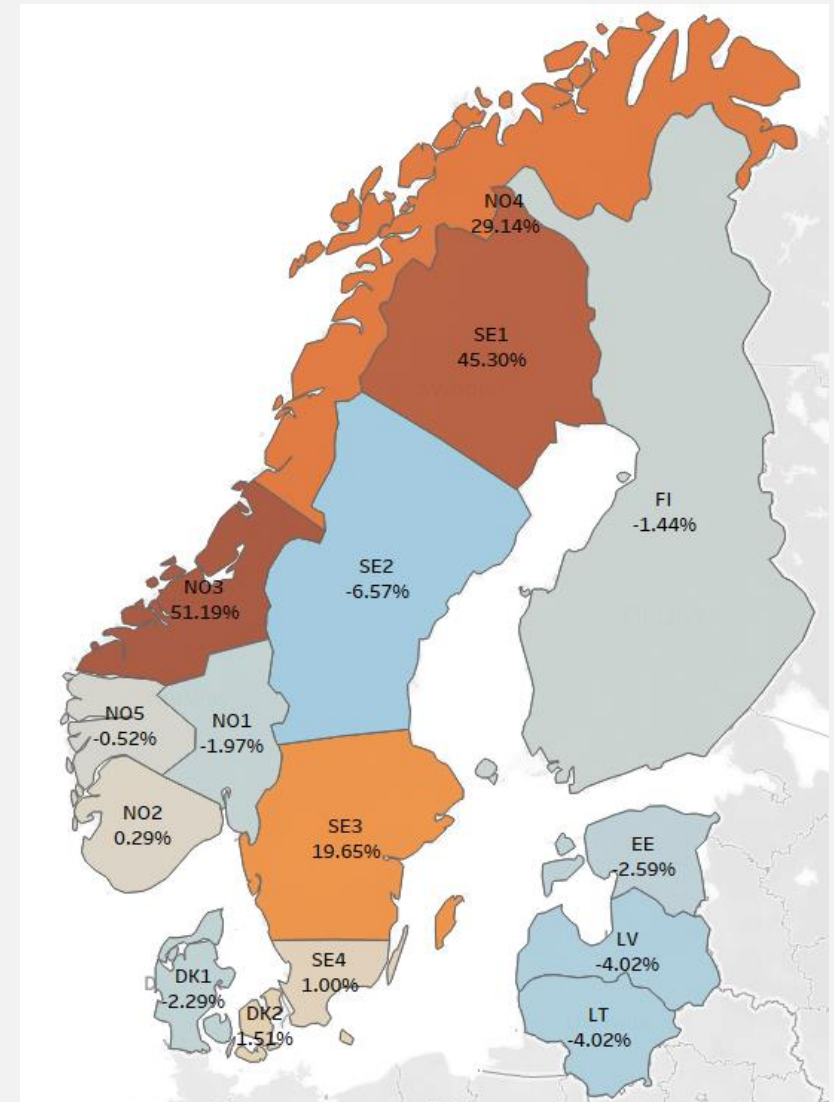 NO4
29.14%
SE1
45.30%
FI
-1.44%
SE2
-6.57%
NO3
51.19%
NO5
-0.52%
NO1
-1.97%
NO2
0.29%
SE3
19.65%
EE
-2.59%
LV
-4.02%
SE4
1.00%
DK1
-2.29%
DK2
1.51%
LT
-4.02%